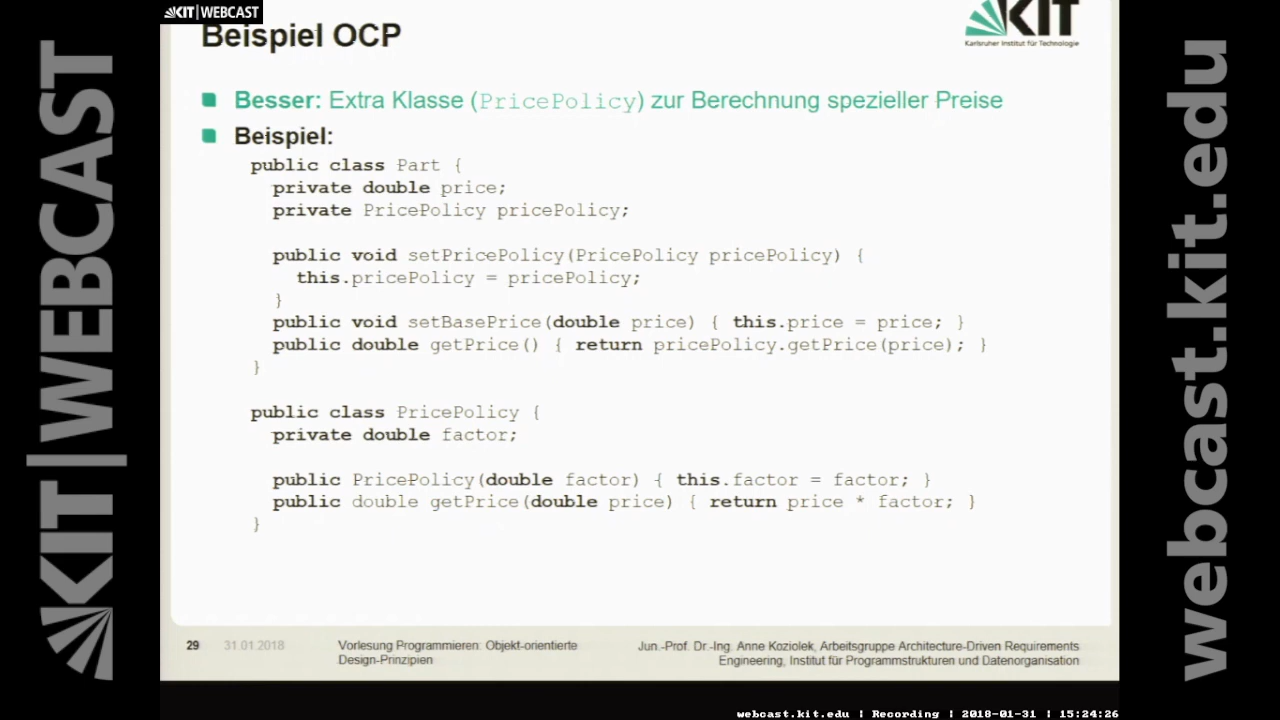 KIT|WEBCAST
KIT|WEBCAST
webcast.kit.edu
Beispiel OCP
KIT
Karlsruher Institut für Technologie
Besser: Extra Klasse (PricePolicy) zur Berechnung spezieller Preise
Beispiel:
public class Part {
private double price;
private PricePolicy pricePolicy;
public void setPricePolicy(PricePolicy pricePolicy) {
this.pricePolicy = pricePolicy;
}
public void setBasePrice(double price) { this.price = price; }
public double getPrice() { return pricePolicy.getPrice(price); }
}
public class PricePolicy {
private double factor;
public PricePolicy(double factor) { this.factor = factor; }
public double getPrice(double price) { return price * factor; }
}
29
31.01.2018
Vorlesung Programmieren: Objekt-orientierte
Design-Prinzipien
Jun.-Prof. Dr.-Ing. Anne Koziolek, Arbeitsgruppe Architecture-Driven Requirements
Engineering, Institut für Programmstrukturen und Datenorganisation
webcast.kit.edu | Recording | 2018-01-31 | 15:24:26